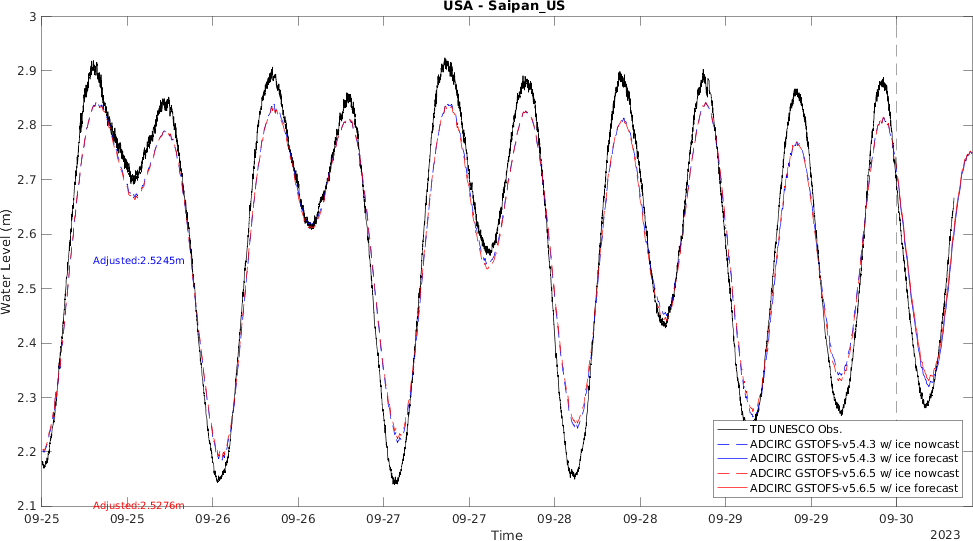 USA - Saipan_US
3
2.9
2.8
2.7
2.6
2.5
2.4
2.3
2.2
2.1
Water Level (m)
Adjusted:2.5245m
Adjusted:2.5276m
TD UNESCO Obs.
ADCIRC GSTOFS-v5.4.3 w/ ice nowcast
ADCIRC GSTOFS-v5.4.3 w/ ice forecast
ADCIRC GSTOFS-v5.6.5 w/ ice nowcast
ADCIRC GSTOFS-v5.6.5 w/ ice forecast
09-25 09-25 09-26 09-26 09-27 09-27 09-28 09-28 09-29 09-29 09-30
Time
2023